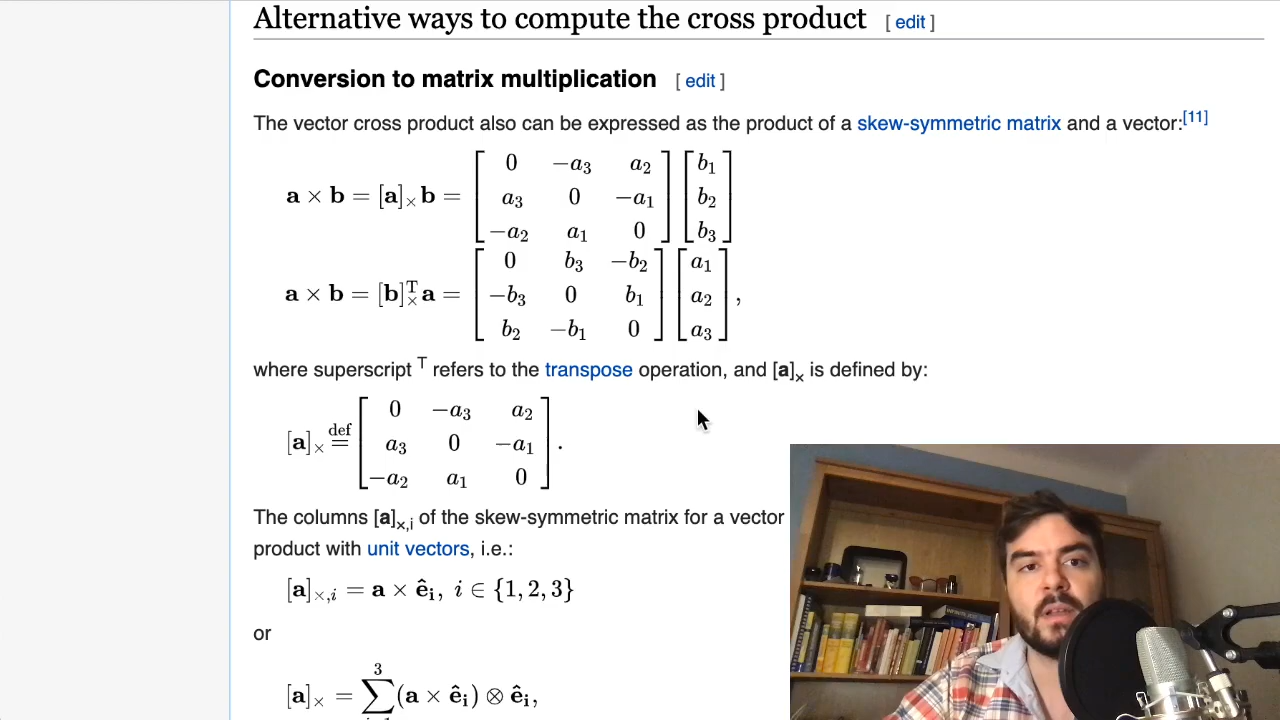 Alternative ways to compute the cross product [ edit ]
Conversion to matrix multiplication [ edit ]
The vector cross product also can be expressed as the product of a skew-symmetric matrix and a vector:[11]
a × b = [a]× b = [ 0 −a3 a2 ; a3 0 −a1 ; −a2 a1 0 ] [ b1 ; b2 ; b3 ]
a × b = [b]×ᵀ a = [ 0 b3 −b2 ; −b3 0 b1 ; b2 −b1 0 ] [ a1 ; a2 ; a3 ] ,
where superscript ᵀ refers to the transpose operation, and [a]× is defined by:
[a]× def= [ 0 −a3 a2 ; a3 0 −a1 ; −a2 a1 0 ] .
The columns [a]×,i of the skew-symmetric matrix for a vector
product with unit vectors, i.e.:
[a]×,i = a × êi, i ∈ {1, 2, 3}
or
[a]× = ∑ 3 (a × êi) ⊗ êi,